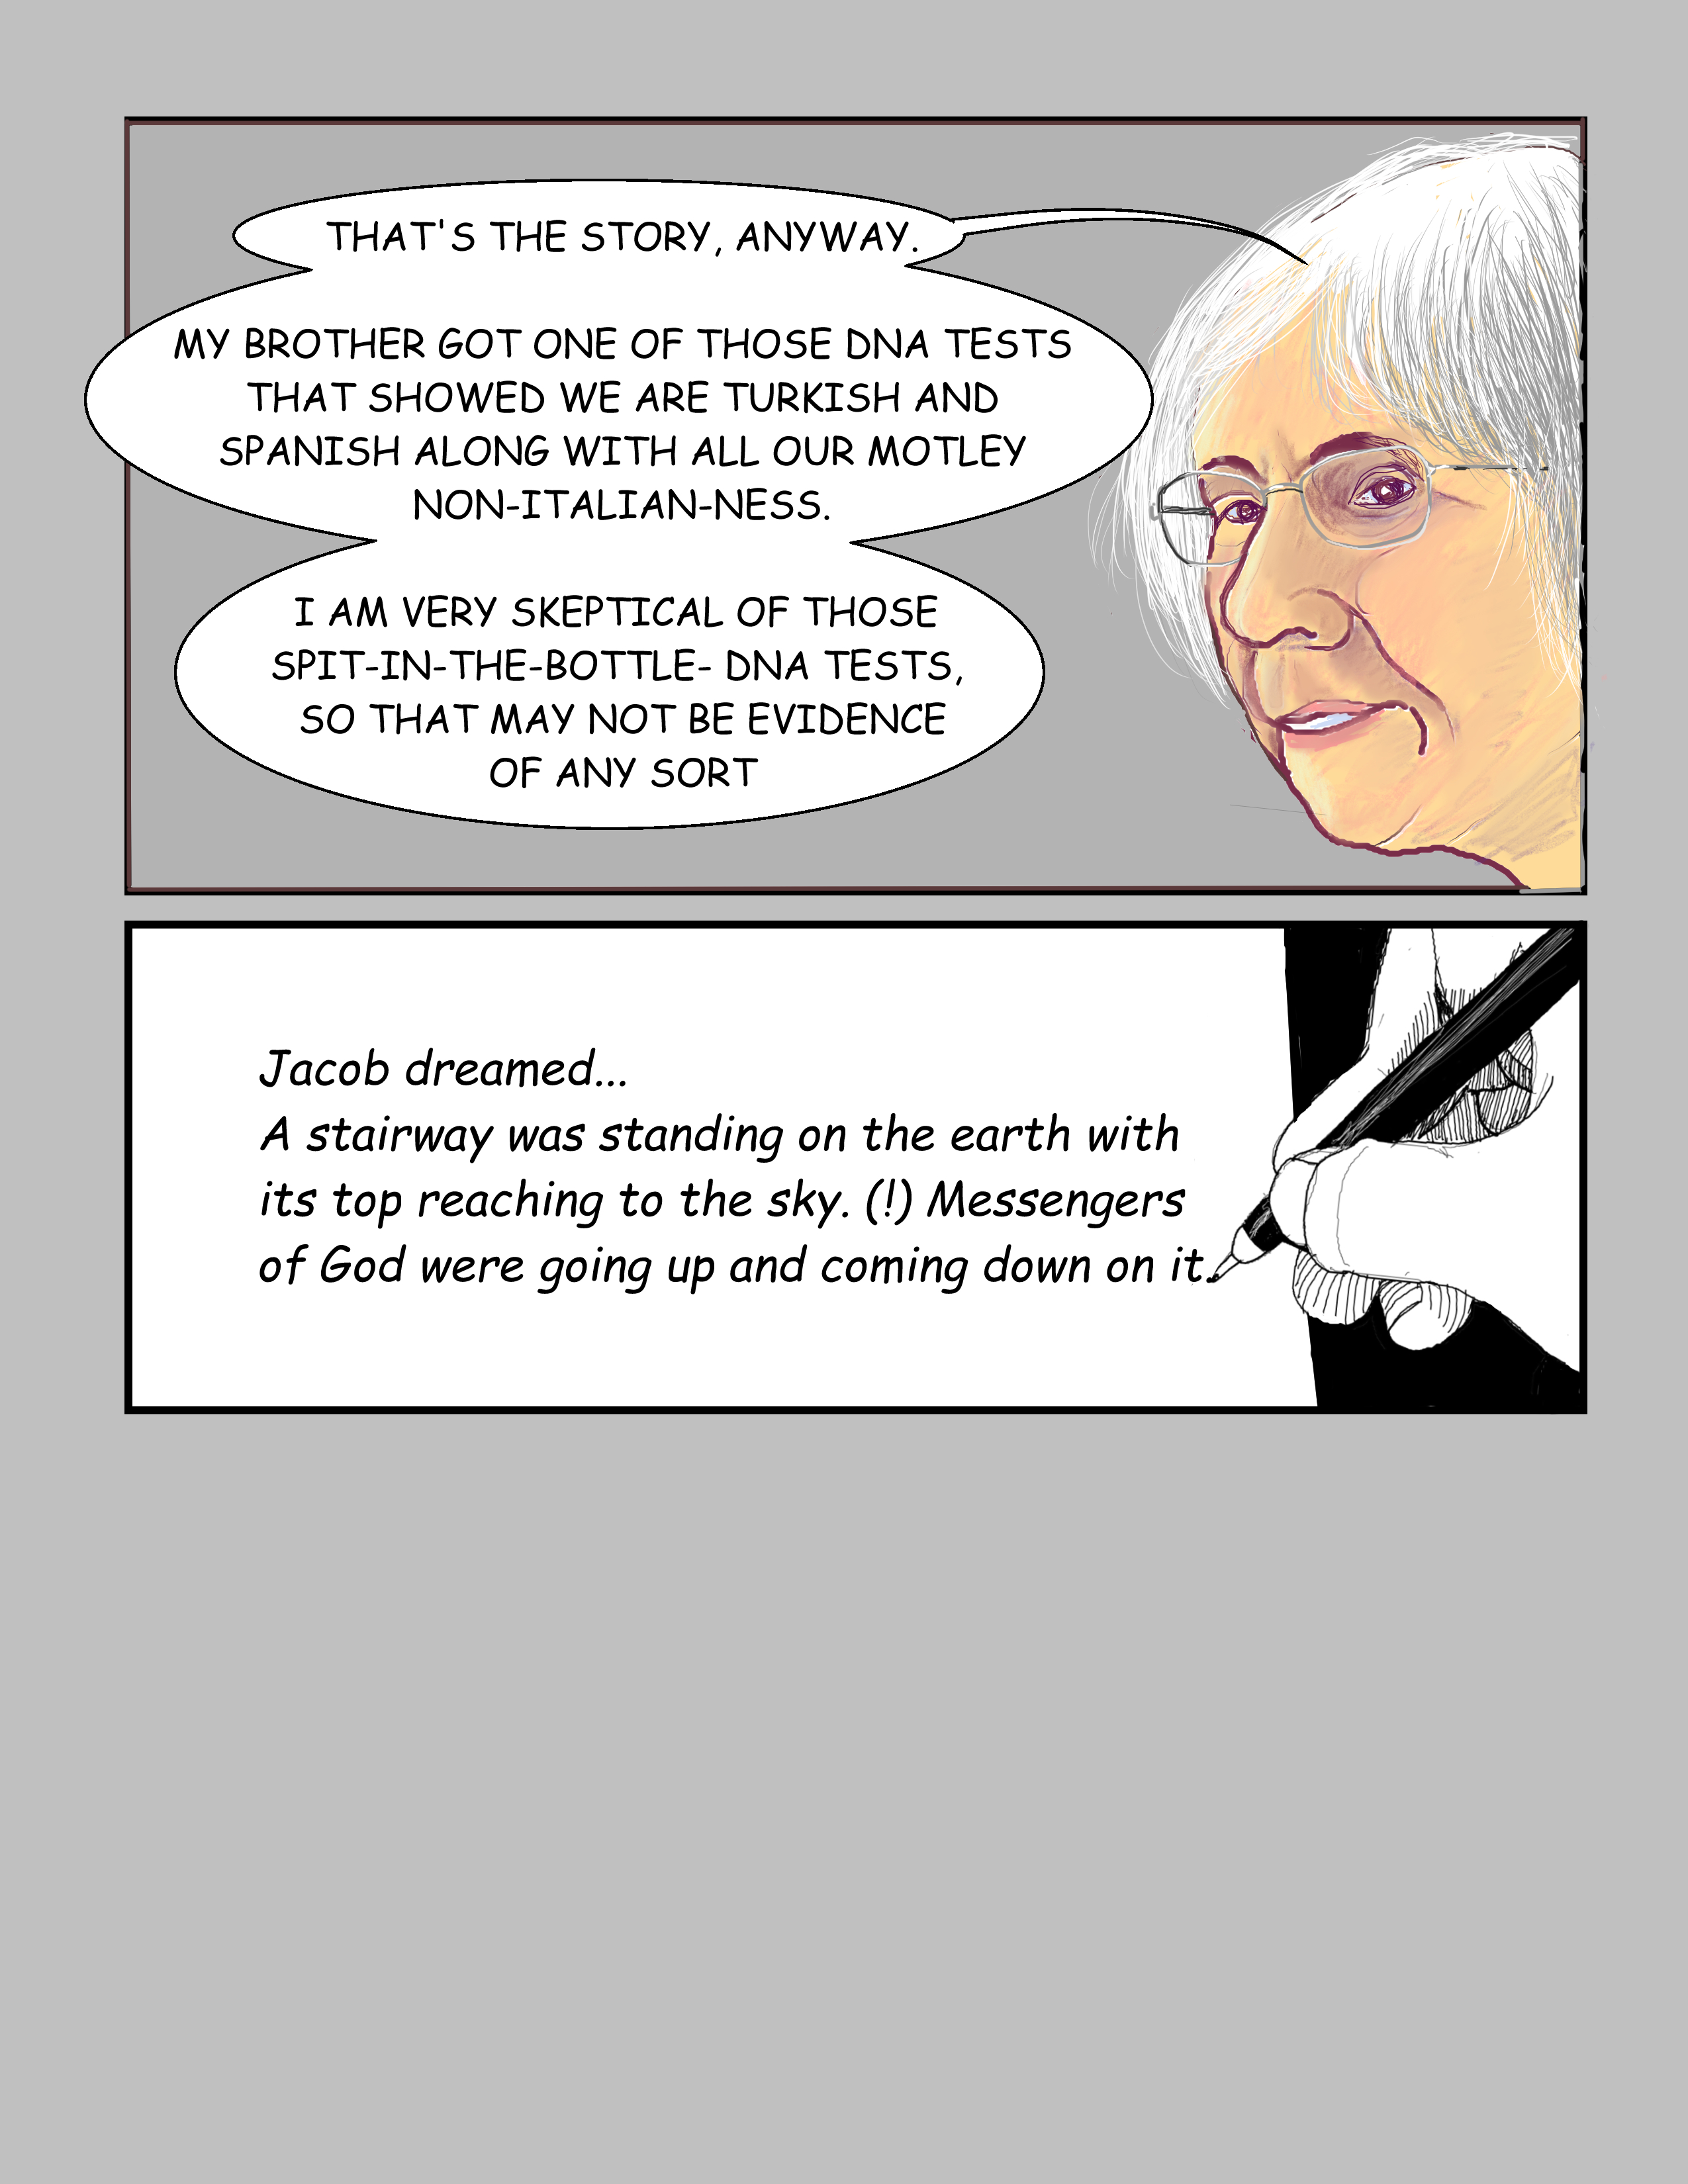 THAT'S THE STORY, ANYWAY.
MY BROTHER GOT ONE OF THOSE DNA TESTS
THAT SHOWED WE ARE TURKISH AND
SPANISH ALONG WITH ALL OUR MOTLEY
NON-ITALIAN-NESS.
I AM VERY SKEPTICAL OF THOSE
SPIT-IN-THE-BOTTLE- DNA TESTS,
SO THAT MAY NOT BE EVIDENCE
OF ANY SORT
Jacob dreamed...
A stairway was standing on the earth with
its top reaching to the sky. (!) Messengers
of God were going up and coming down on it.